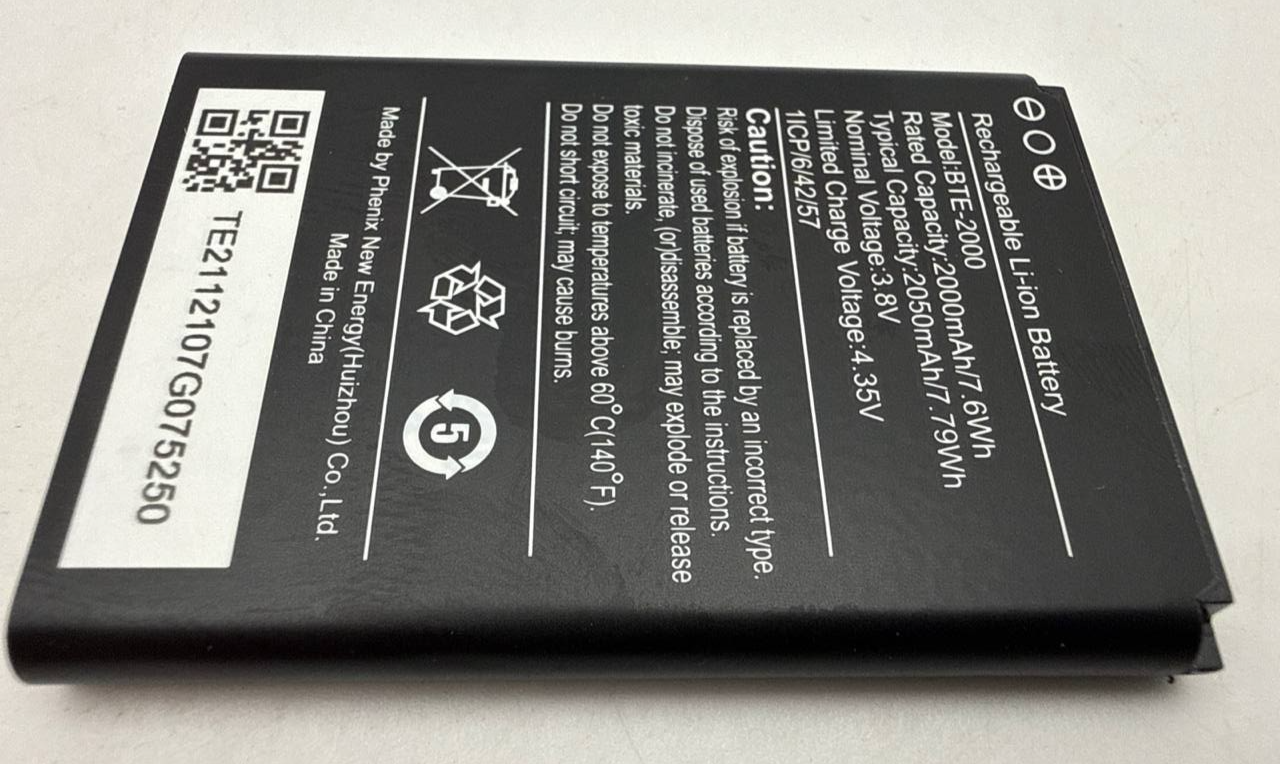 ⊖ ○ ⊕
Rechargeable Li-ion Battery
Model:BTE-2000
Rated Capacity:2000mAh/7.6Wh
Typical Capacity:2050mAh/7.79Wh
Nominal Voltage:3.8V
Limited Charge Voltage:4.35V
1ICP/6/42/57
Caution:
Risk of explosion if battery is replaced by an incorrect type.
Dispose of used batteries according to the instructions.
Do not incinerate, (or)disassemble; may explode or release
toxic materials.
Do not expose to temperatures above 60°C(140°F).
Do not short circuit; may cause burns.
5
Made by Phenix New Energy(Huizhou) Co.,Ltd.
Made in China
TE2112107G075250